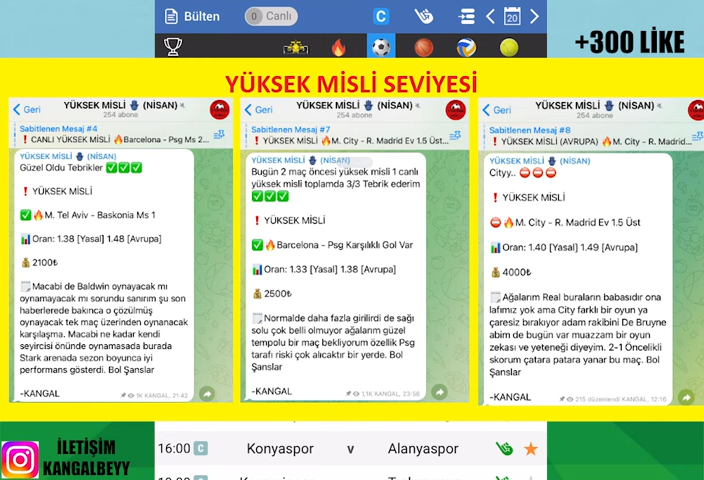 Bülten
0 Canlı
C
20
+300 LİKE
YÜKSEK MİSLİ SEVİYESİ
Geri
YÜKSEK MİSLİ (NİSAN)
254 abone
Sabitlenen Mesaj #4
CANLI YÜKSEK MİSLİ Barcelona - Psg Ms 2...
YÜKSEK MİSLİ (NİSAN)
Güzel Oldu Tebrikler
YÜKSEK MİSLİ
M. Tel Aviv - Baskonia Ms 1
Oran: 1.38 [Yasal] 1.48 [Avrupa]
2100₺
Macabi de Baldwin oynayacak mı
oynamayacak mı sorundu sanırım şu son
haberlerede bakınca o çözülmüş
oynayacak tek maç üzerinden oynanacak
karşılaşma. Macabi ne kadar kendi
seyircisi önünde oynamasada burada
Stark arenada sezon boyunca iyi
performans gösterdi. Bol Şanslar
-KANGAL
1K KANGAL, 21:42
Geri
YÜKSEK MİSLİ (NİSAN)
254 abone
Sabitlenen Mesaj #7
YÜKSEK MİSLİ M. City - R. Madrid Ev 1.5 Üst...
YÜKSEK MİSLİ (NİSAN)
Bugün 2 maç öncesi yüksek misli 1 canlı
yüksek misli toplamda 3/3 Tebrik ederim
YÜKSEK MİSLİ
Barcelona - Psg Karşılıklı Gol Var
Oran: 1.33 [Yasal] 1.38 [Avrupa]
2500₺
Normalde daha fazla girilirdi de sağı
solu çok belli olmuyor ağalarım güzel
tempolu bir maç bekliyorum özellik Psg
tarafı riski çok alıcaktır bir yerde. Bol
Şanslar
-KANGAL
1,1K KANGAL, 23:58
Geri
YÜKSEK MİSLİ (NİSAN)
254 abone
Sabitlenen Mesaj #8
YÜKSEK MİSLİ (AVRUPA) M. City - R. Madrid...
YÜKSEK MİSLİ (NİSAN)
Cityy..
YÜKSEK MİSLİ
M. City - R. Madrid Ev 1.5 Üst
Oran: 1.40 [Yasal] 1.49 [Avrupa]
4000₺
Ağalarım Real buraların babasıdır ona
lafımız yok ama City farklı bir oyun ya
çaresiz bırakıyor adam rakibini De Bruyne
abim de bugün var muazzam bir oyun
zekası ve yeteneği diyeyim. 2-1 Öncelikli
skorum çatara patara yanar bu maç. Bol
Şanslar
-KANGAL
215 düzenlendi KANGAL, 12:16
İLETİŞİM
KANGALBEYY
16:00 C Konyaspor v Alanyaspor